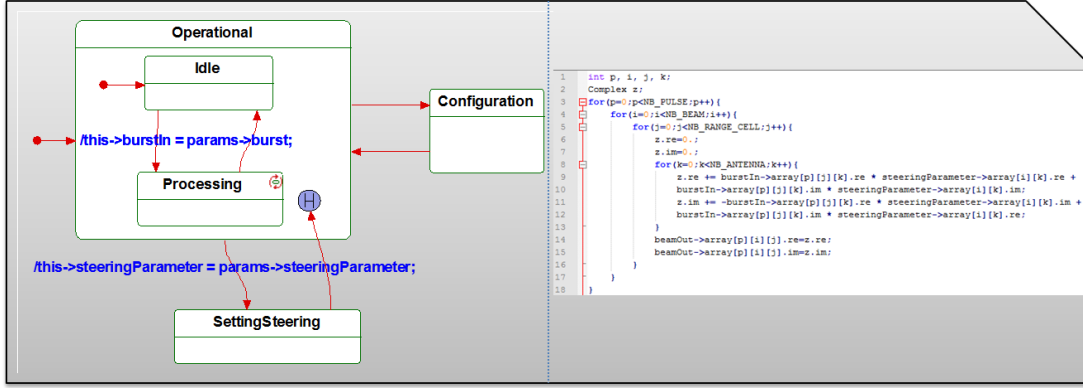 Operational
Idle
Configuration
/this->burstIn = params->burst;
Processing
H
/this->steeringParameter = params->steeringParameter;
SettingSteering
1 int p, i, j, k;
2 Complex z;
3 for(p=0;p<NB_PULSE;p++){
4 for(i=0;i<NB_BEAM;i++){
5 for(j=0;j<NB_RANGE_CELL;j++){
6 z.re=0.;
7 z.im=0.;
8 for(k=0;k<NB_ANTENNA;k++){
9 z.re += burstIn->array[p][j][k].re * steeringParameter->array[i][k].re +
10 burstIn->array[p][j][k].im * steeringParameter->array[i][k].im;
11 z.im += -burstIn->array[p][j][k].re * steeringParameter->array[i][k].im +
12 burstIn->array[p][j][k].im * steeringParameter->array[i][k].re;
13 }
14 beamOut->array[p][i][j].re=z.re;
15 beamOut->array[p][i][j].im=z.im;
16 }
17 }
18 }